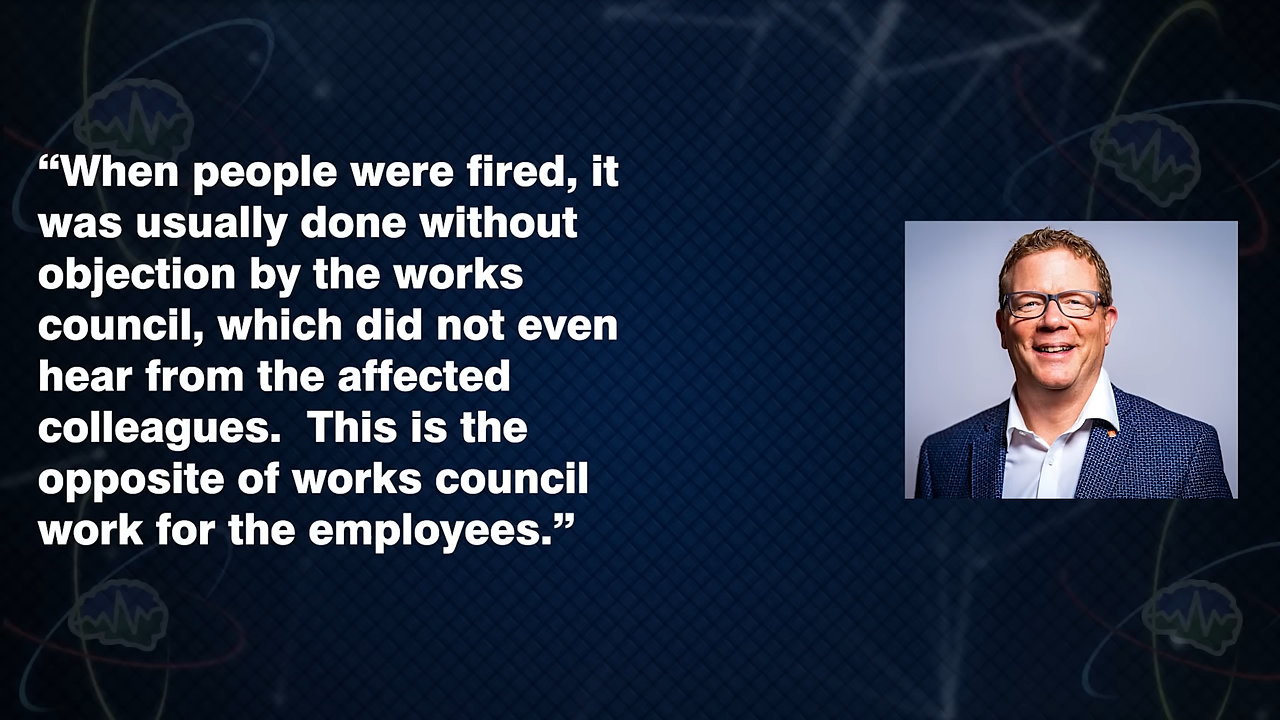 “When people were fired, it
was usually done without
objection by the works
council, which did not even
hear from the affected
colleagues.  This is the
opposite of works council
work for the employees.”